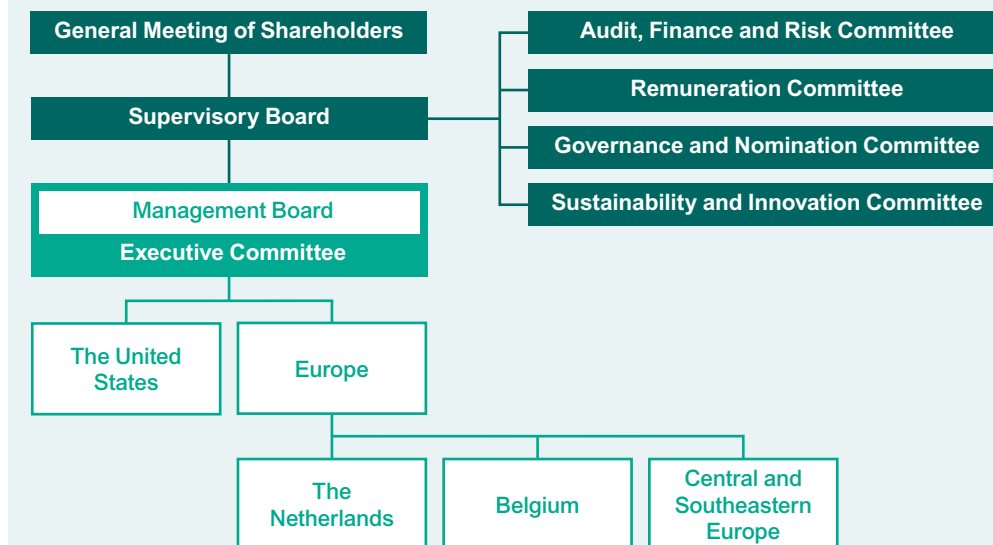 General Meeting of Shareholders
Supervisory Board
Management Board
Executive Committee
Audit, Finance and Risk Committee
Remuneration Committee
Governance and Nomination Committee
Sustainability and Innovation Committee
The United
States
Europe
The
Netherlands
Belgium
Central and
Southeastern
Europe